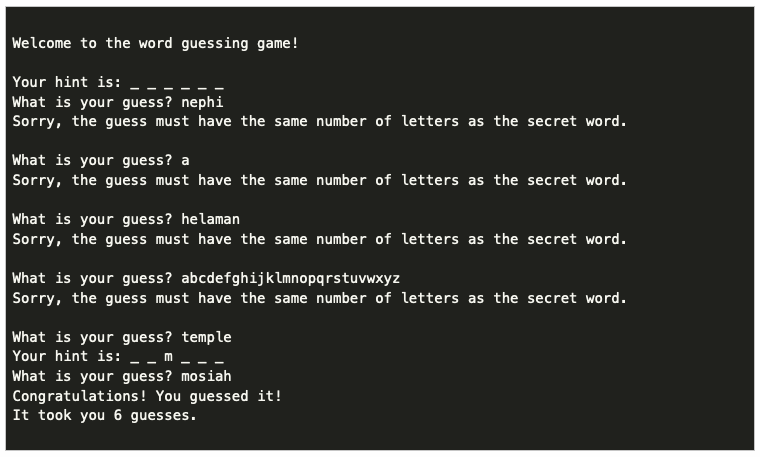 Welcome to the word guessing game!
Your hint is: _ _ _ _ _ _
What is your guess? nephi
Sorry, the guess must have the same number of letters as the secret word.
What is your guess? a
Sorry, the guess must have the same number of letters as the secret word.
What is your guess? helaman
Sorry, the guess must have the same number of letters as the secret word.
What is your guess? abcdefghijklmnopqrstuvwxyz
Sorry, the guess must have the same number of letters as the secret word.
What is your guess? temple
Your hint is: _ _ m _ _ _
What is your guess? mosiah
Congratulations! You guessed it!
It took you 6 guesses.